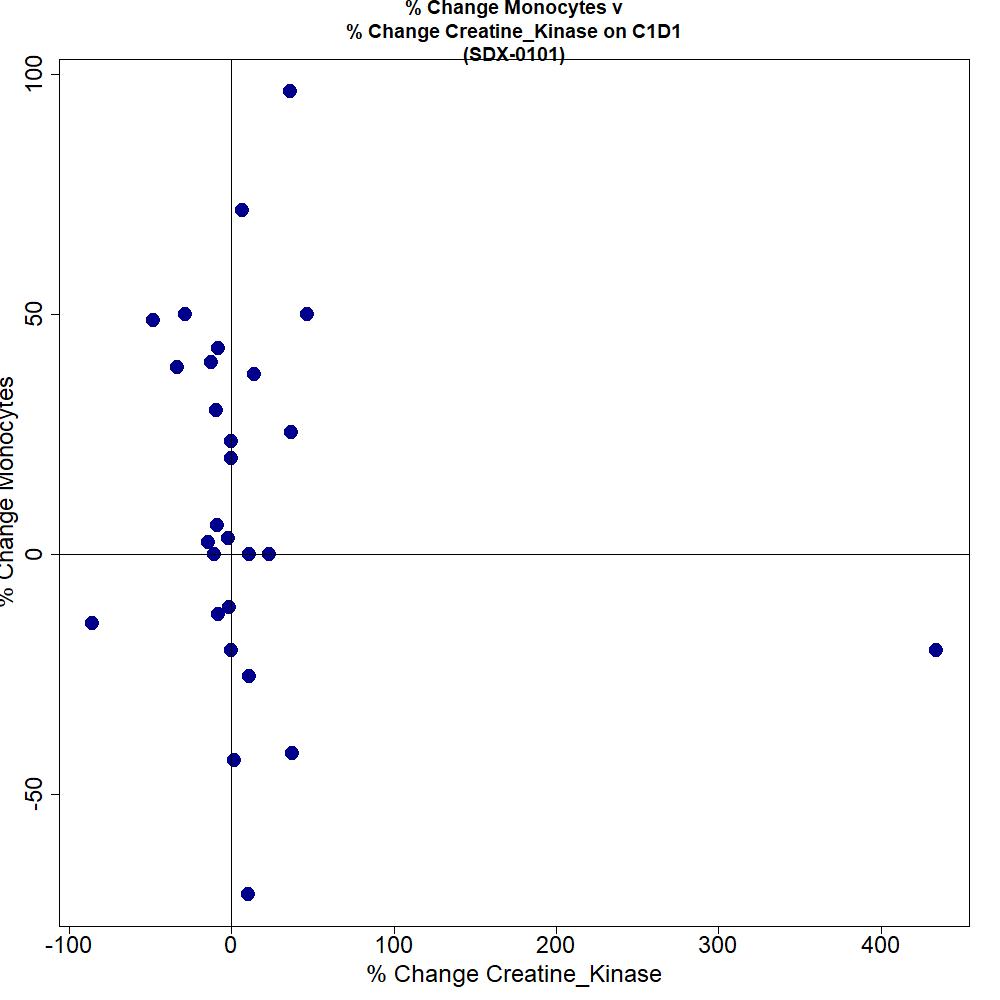 % Change Monocytes v
% Change Creatine_Kinase on C1D1
(SDX-0101)
100
50
0
-50
% Change Monocytes
-100
0
100
200
300
400
% Change Creatine_Kinase